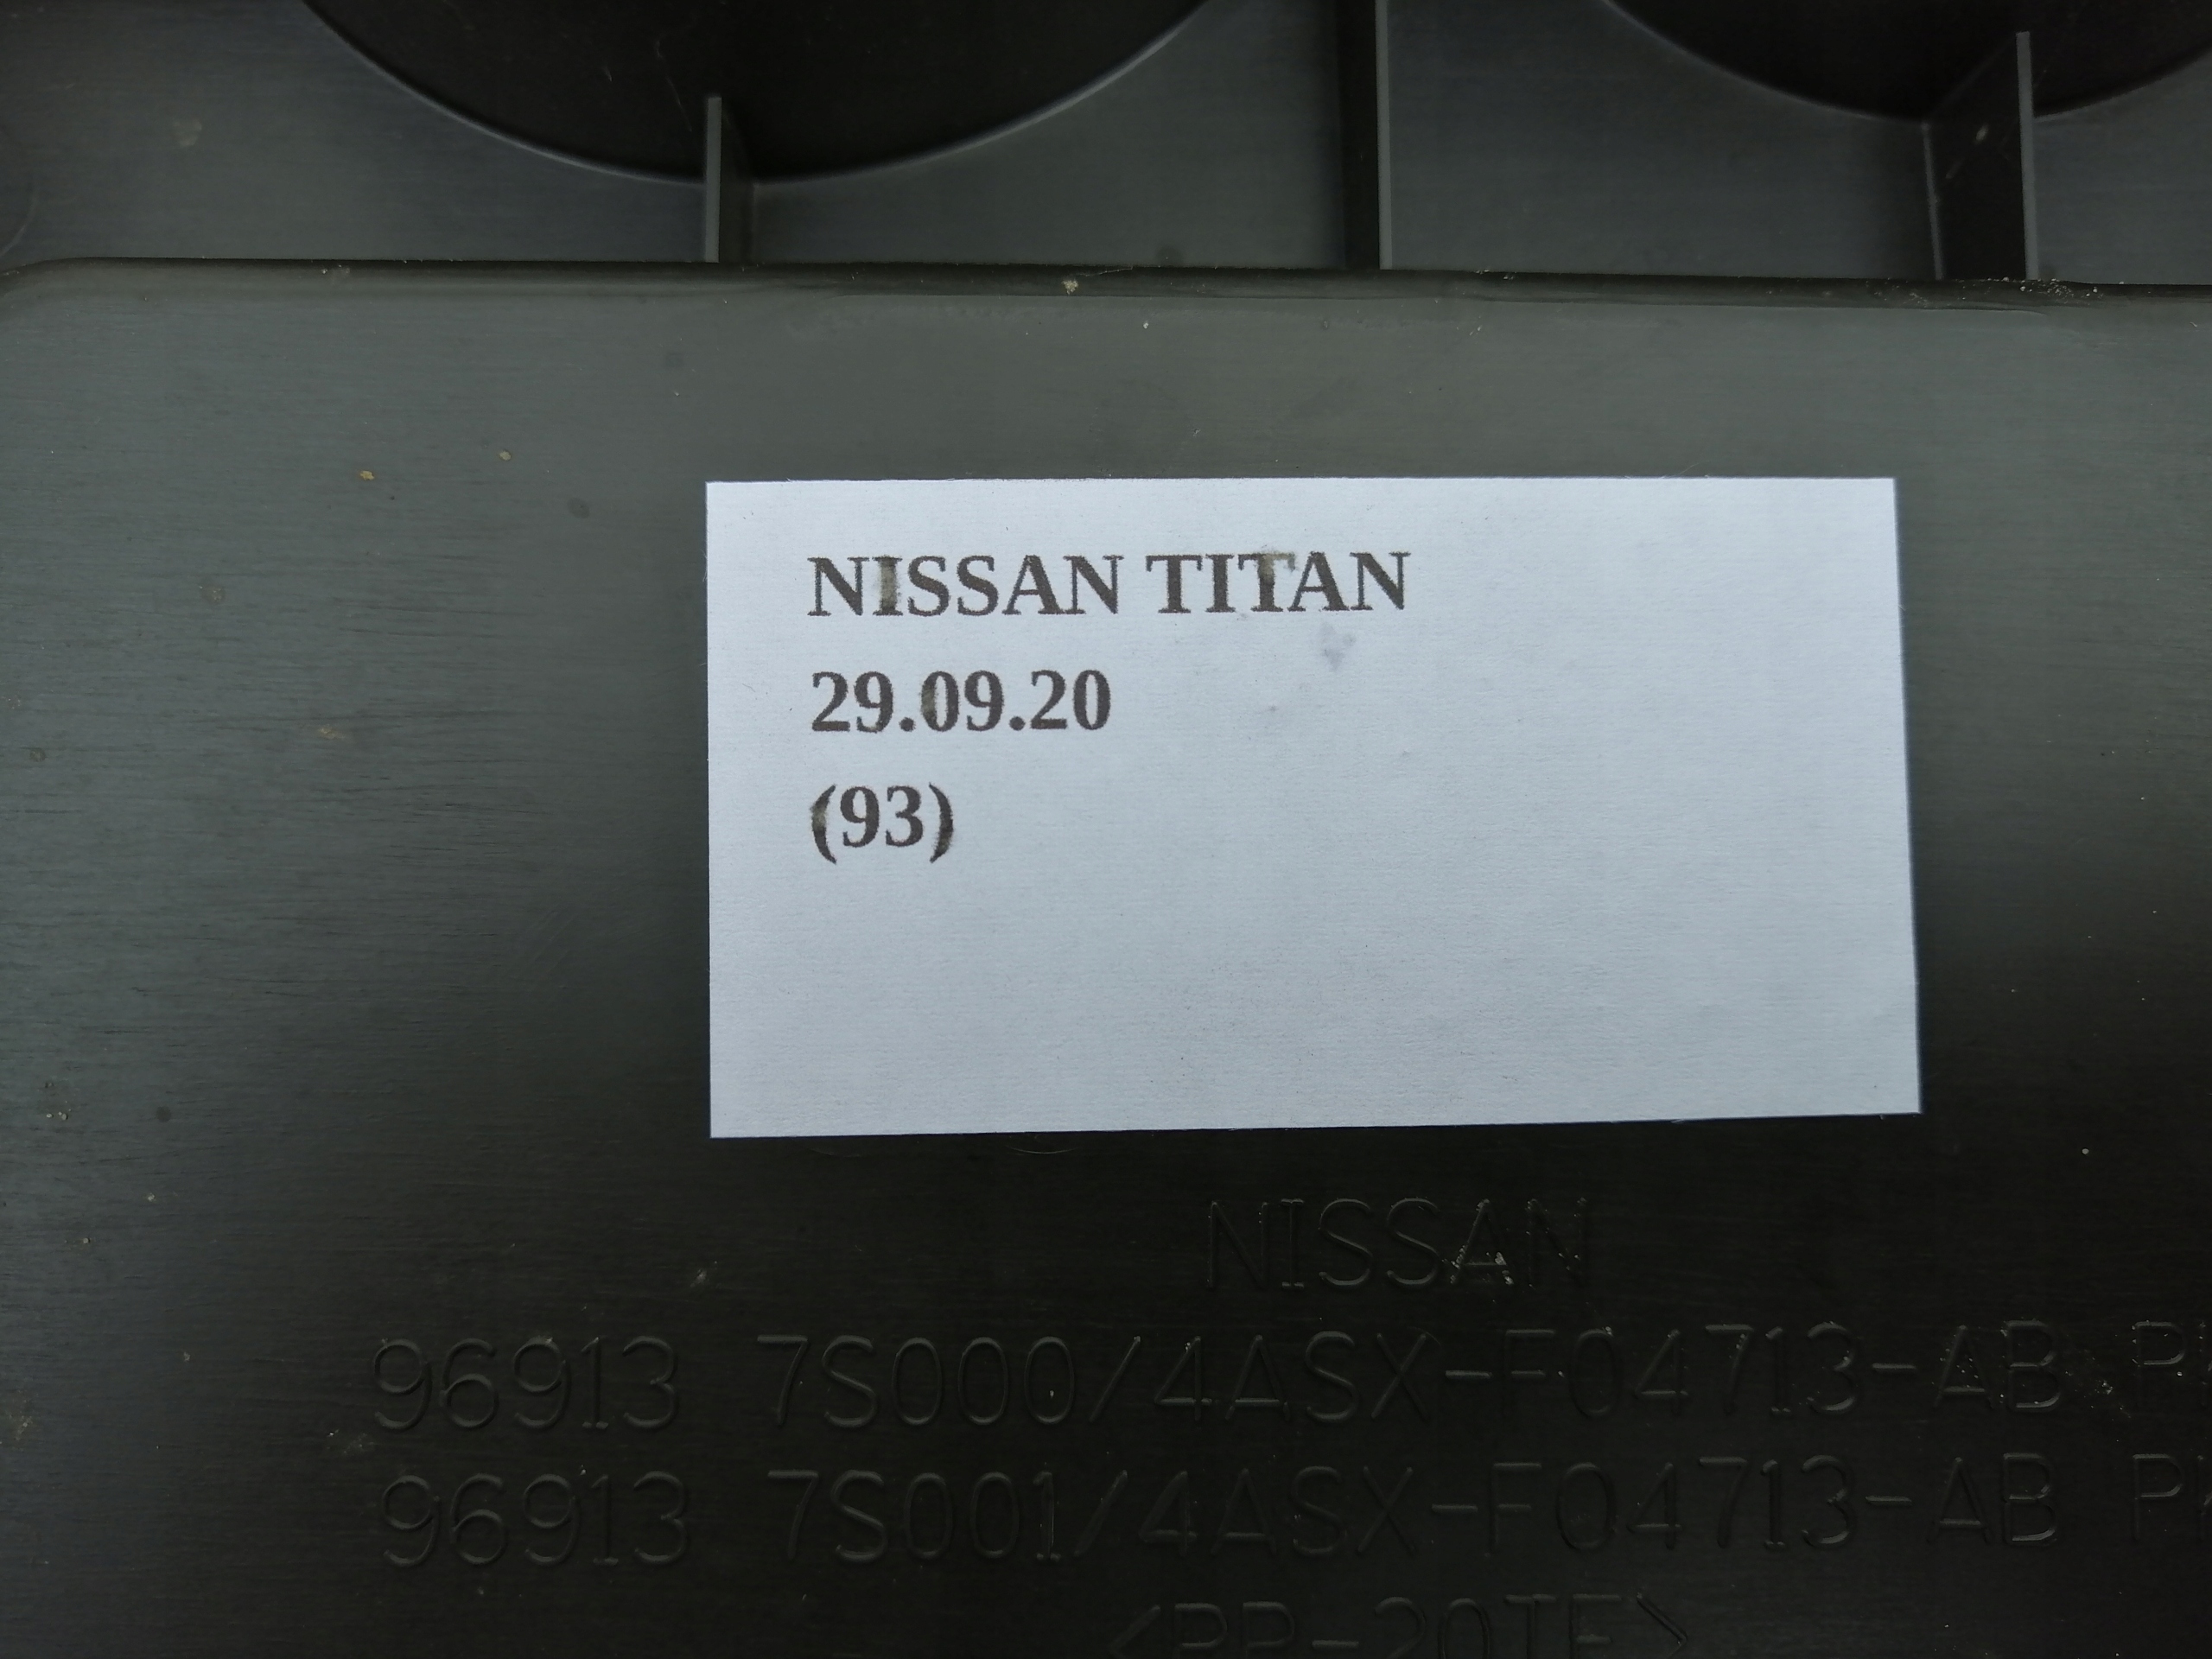 NISSAN TITAN
29.09.20
(93)
NISSAN
96913 7S000/4ASX-F04713-AB
96913 7S001/4ASX-F04713-AB